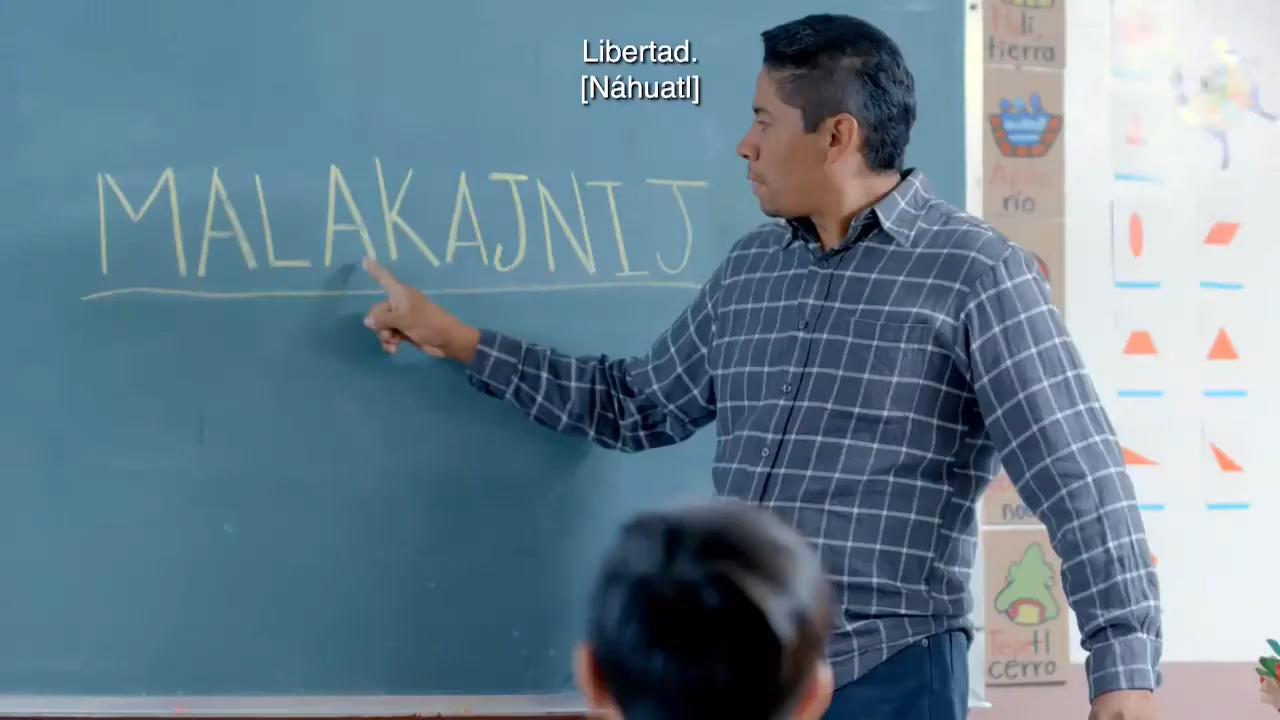 Libertad.
[Náhuatl]
MALAKAJNIJ
tierra
río
cerro